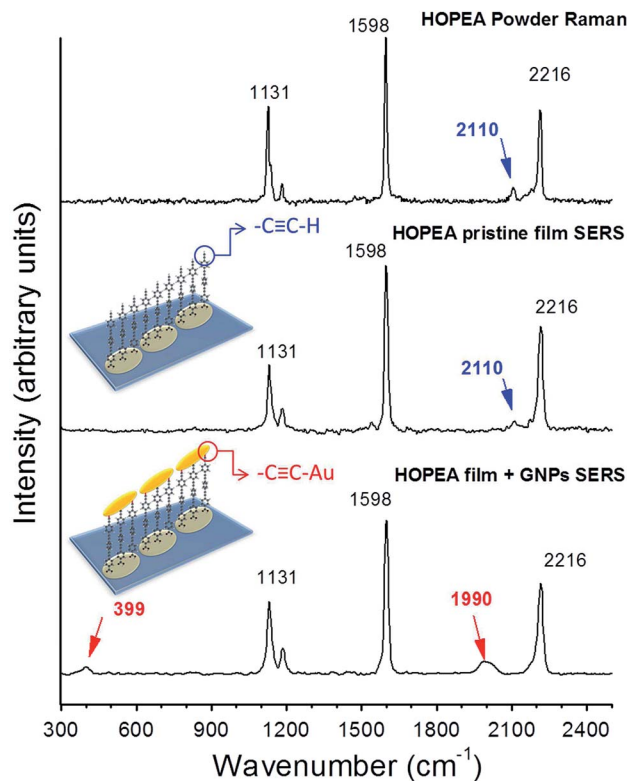 HOPEA Powder Raman
1598
1131
2216
2110
-C≡C-H
HOPEA pristine film SERS
1598
2216
1131
2110
-C≡C-Au
HOPEA film + GNPs SERS
1598
1131
2216
399
1990
Intensity (arbitrary units)
300 600 900 1200 1500 1800 2100 2400
Wavenumber (cm⁻¹)